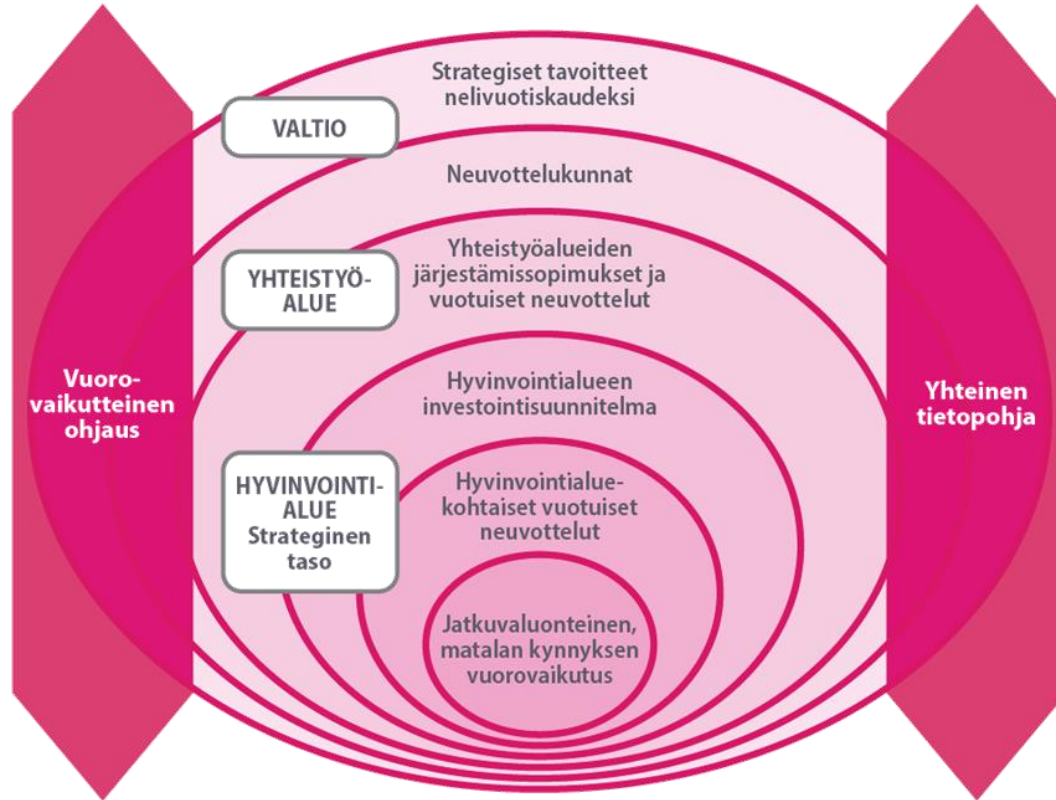 Strategiset tavoitteet
nelivuotiskaudeksi
VALTIO
Neuvottelukunnat
YHTEISTYÖ-
ALUE
Yhteistyöalueiden
järjestämissopimukset ja
vuotuiset neuvottelut
Vuoro-
vaikutteinen
ohjaus
Hyvinvointialueen
investointisuunnitelma
Yhteinen
tietopohja
HYVINVOINTI-
ALUE
Strateginen
taso
Hyvinvointialue-
kohtaiset vuotuiset
neuvottelut
Jatkuvaluonteinen,
matalan kynnyksen
vuorovaikutus